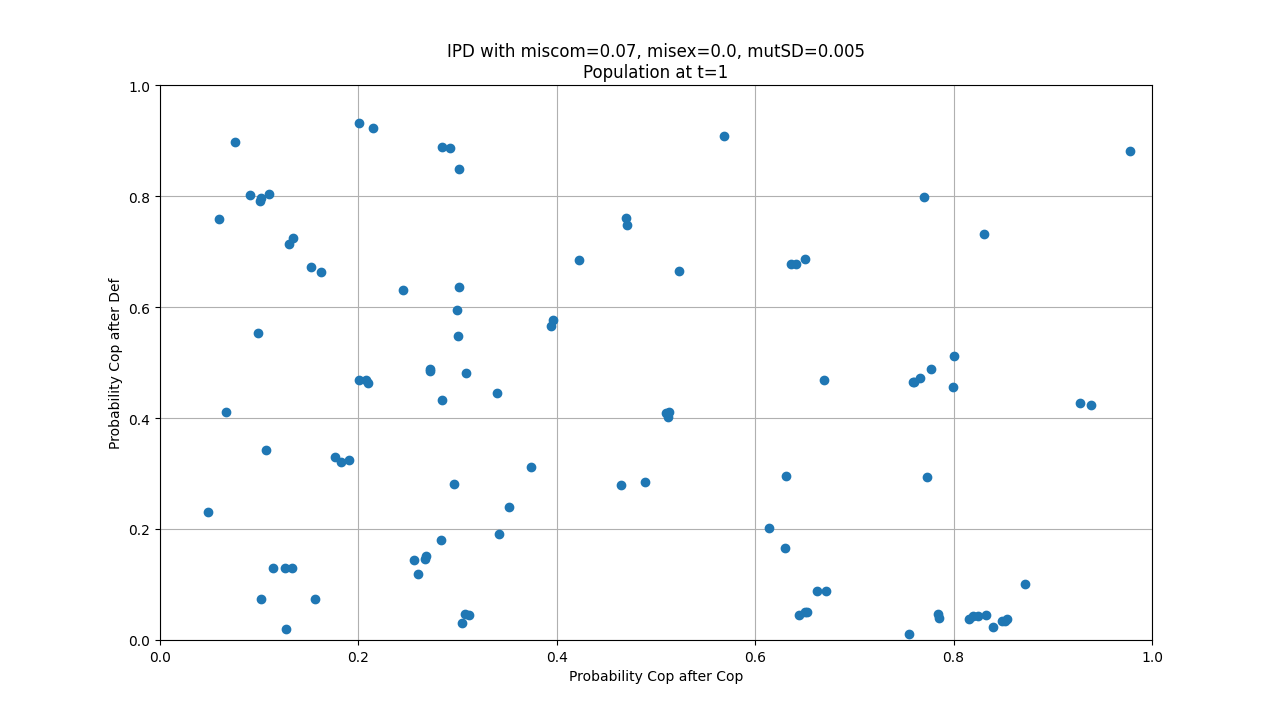 IPD with miscom=0.07, misex=0.0, mutSD=0.005
Population at t=1
Probability Cop after Def
1.0
0.8
0.6
0.4
0.2
0.0
0.0 0.2 0.4 0.6 0.8 1.0
Probability Cop after Cop